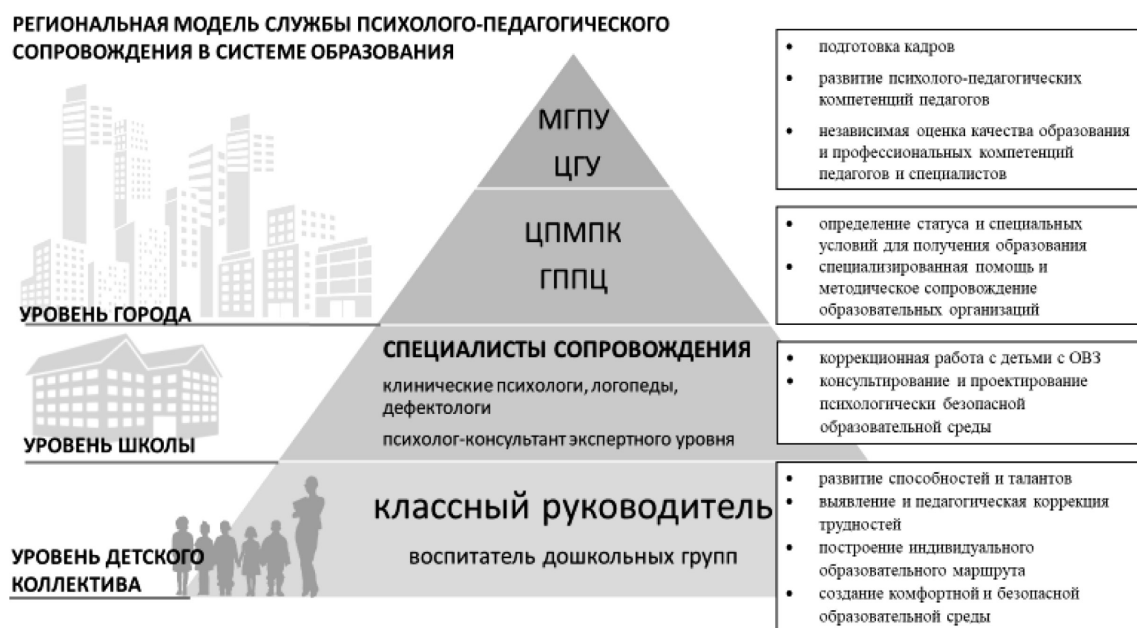 РЕГИОНАЛЬНАЯ МОДЕЛЬ СЛУЖБЫ ПСИХОЛОГО-ПЕДАГОГИЧЕСКОГО
СОПРОВОЖДЕНИЯ В СИСТЕМЕ ОБРАЗОВАНИЯ
МГПУ
ЦГУ
• подготовка кадров
• развитие психолого-педагогических
компетенций педагогов
• независимая оценка качества образования
и профессиональных компетенций
педагогов и специалистов
УРОВЕНЬ ГОРОДА
ЦПМПК
ГППЦ
• определение статуса и специальных
условий для получения образования
• специализированная помощь и
методическое сопровождение
образовательных организаций
УРОВЕНЬ ШКОЛЫ
СПЕЦИАЛИСТЫ СОПРОВОЖДЕНИЯ
клинические психологи, логопеды,
дефектологи
психолог-консультант экспертного уровня
• коррекционная работа с детьми с ОВЗ
• консультирование и проектирование
психологически безопасной
образовательной среды
УРОВЕНЬ ДЕТСКОГО
КОЛЛЕКТИВА
классный руководитель
воспитатель дошкольных групп
• развитие способностей и талантов
• выявление и педагогическая коррекция
трудностей
• построение индивидуального
образовательного маршрута
• создание комфортной и безопасной
образовательной среды